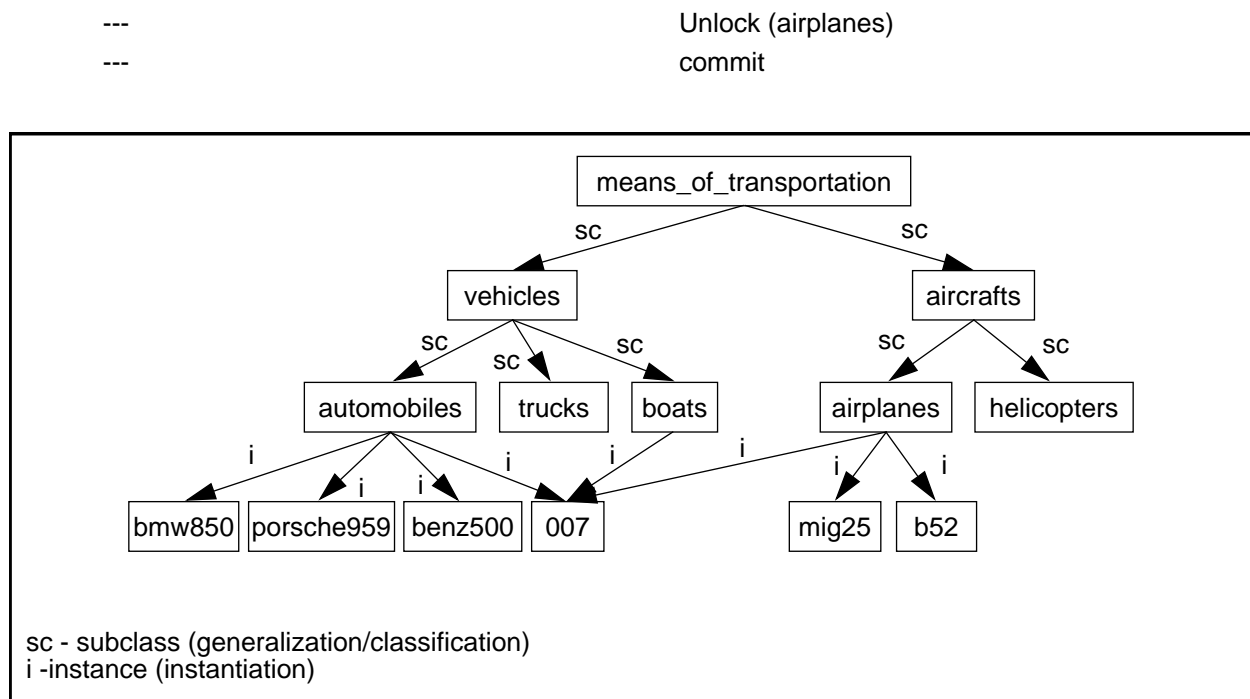 --- Unlock (airplanes)
--- commit
means_of_transportation
sc sc
vehicles aircrafts
sc sc sc sc sc
automobiles trucks boats airplanes helicopters
i i i i i i i i
bmw850 porsche959 benz500 007 mig25 b52
sc - subclass (generalization/classification)
i -instance (instantiation)